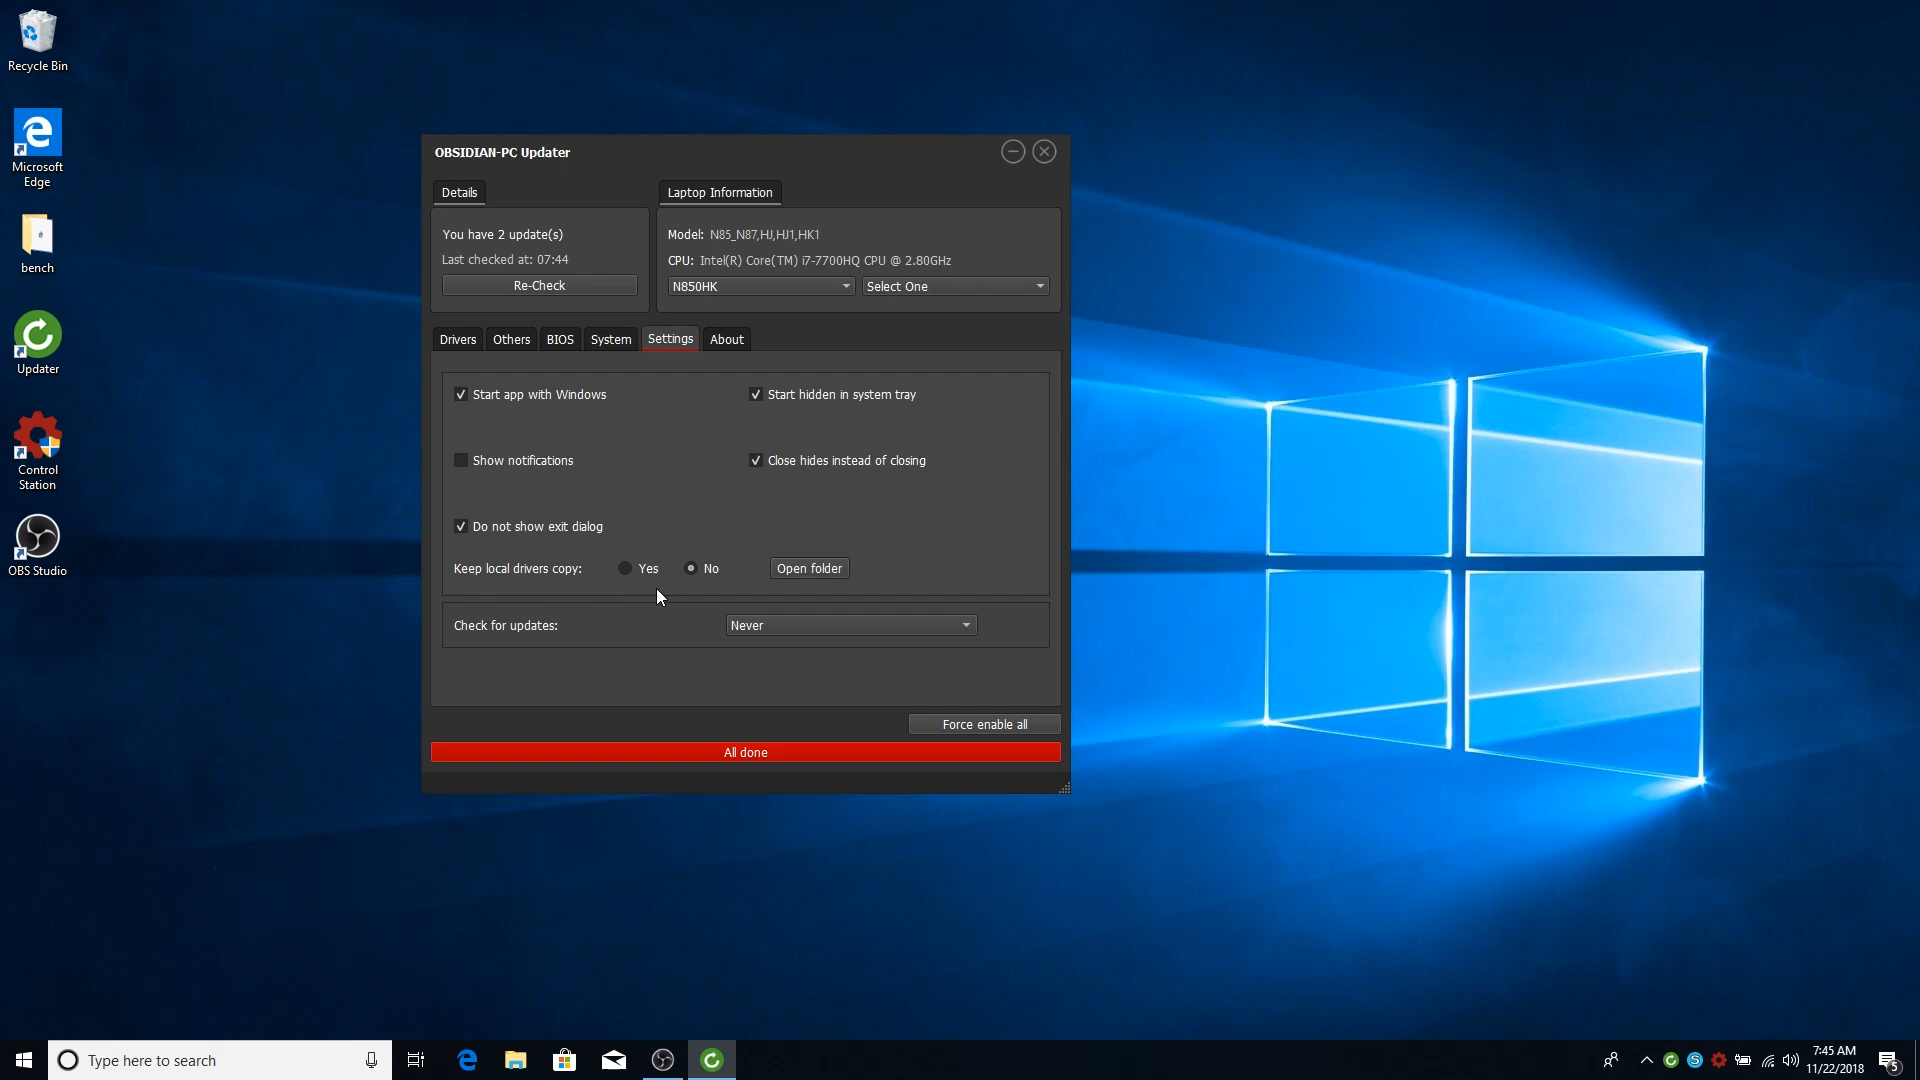 Recycle Bin
Microsoft
Edge
bench
Updater
Control
Station
OBS Studio
OBSIDIAN-PC Updater
Details
Laptop Information
You have 2 update(s)
Last checked at: 07:44
Re-Check
Model: N85_N87,HJ,HJ1,HK1
CPU: Intel(R) Core(TM) i7-7700HQ CPU @ 2.80GHz
N850HK
Select One
Drivers
Others
BIOS
System
Settings
About
Start app with Windows
Start hidden in system tray
Show notifications
Close hides instead of closing
Do not show exit dialog
Keep local drivers copy:
Yes
No
Open folder
Check for updates:
Never
Force enable all
All done
Type here to search
7:45 AM
11/22/2018
5